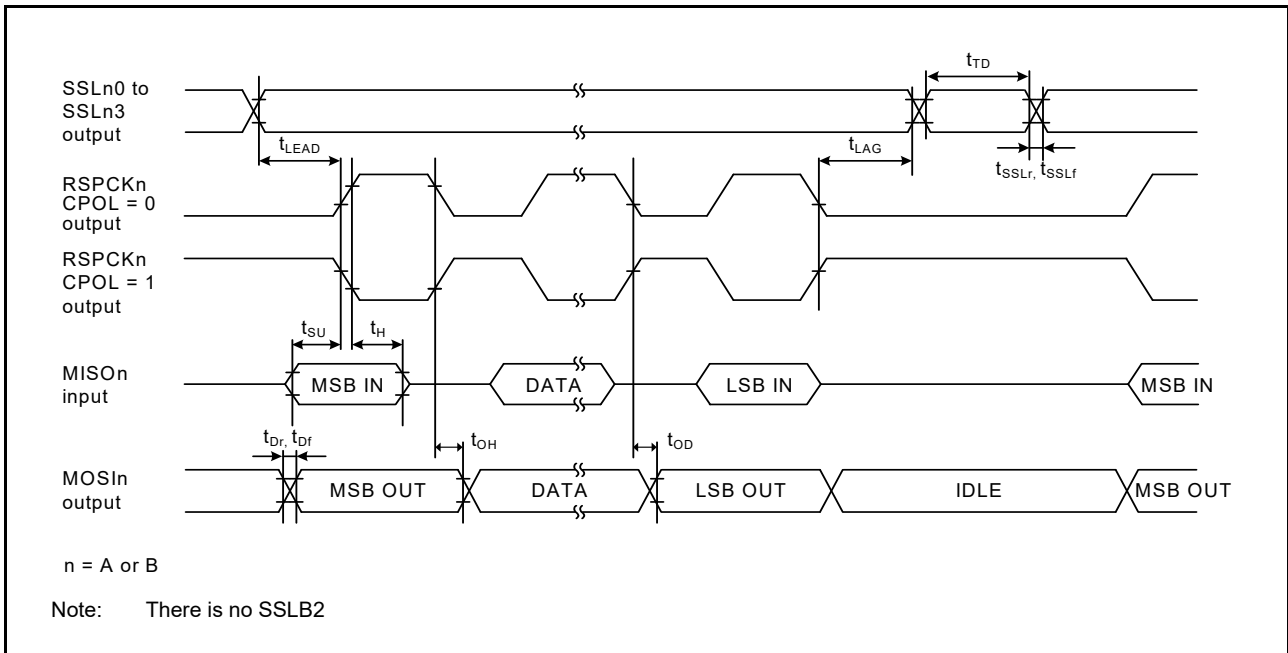 SSLn0 to
SSLn3
output
tTD
tLEAD
tLAG
tSSLr, tSSLf
RSPCKn
CPOL = 0
output
RSPCKn
CPOL = 1
output
tSU
tH
MISOn
input
MSB IN
DATA
LSB IN
MSB IN
tDr, tDf
tOH
tOD
MOSIn
output
MSB OUT
DATA
LSB OUT
IDLE
MSB OUT
n = A or B
Note: There is no SSLB2